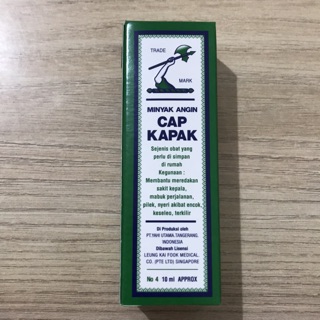 TRADE MARK
MINYAK ANGIN
CAP
KAPAK
Sejenis obat yang
perlu di simpan
di rumah
Kegunaan :
Membantu meredakan
sakit kepala,
mabuk perjalanan,
pilek, nyeri akibat encok,
keseleo, terkilir
Di Produksi oleh
PT.YAVI UTAMA, TANGERANG,
INDONESIA
Dibawah Lisensi
LEUNG KAI FOOK MEDICAL
CO. (PTE LTD) SINGAPORE
No 4 10 ml APPROX